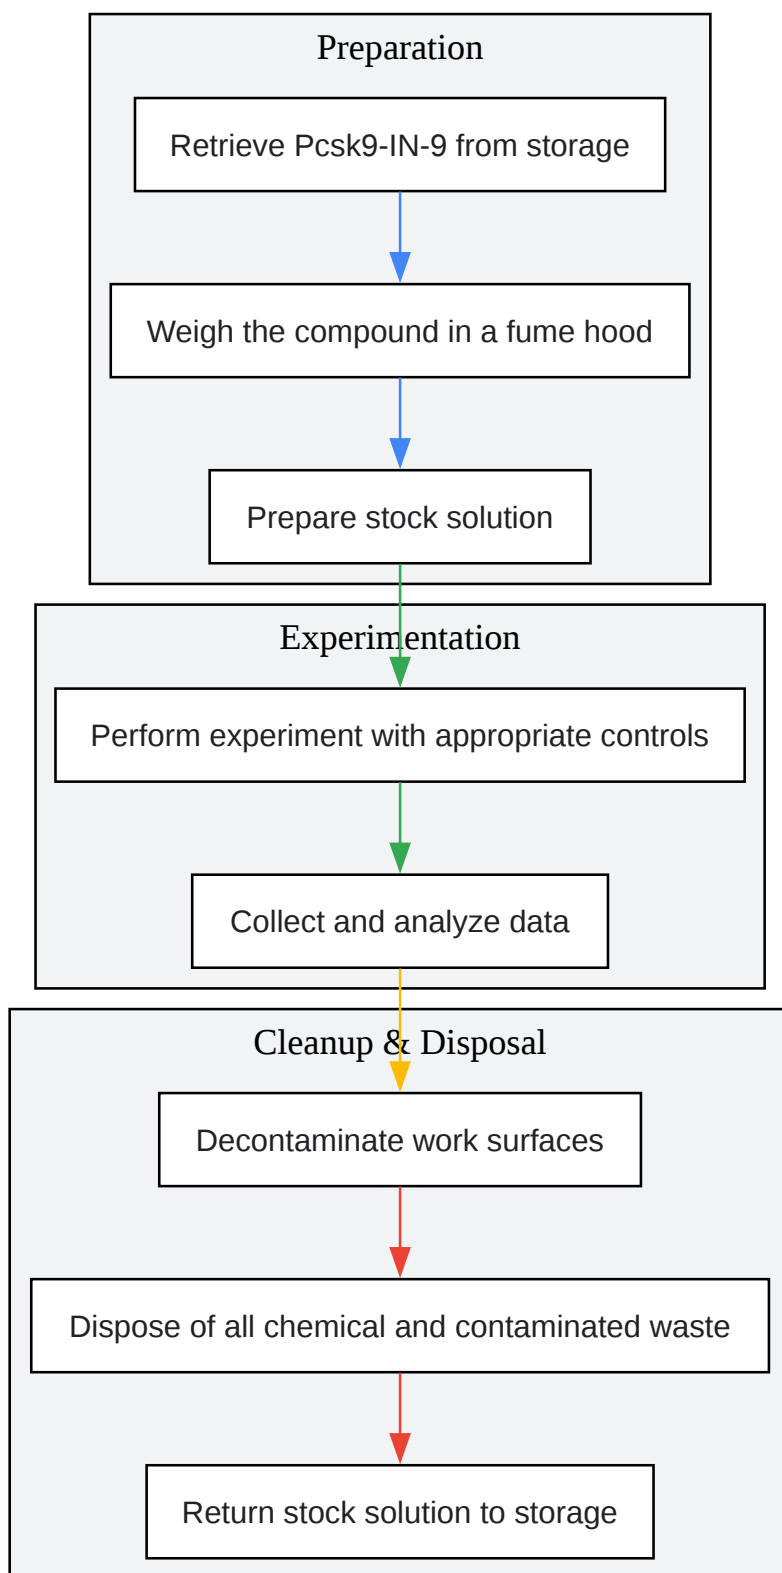 Preparation
Retrieve Pcsk9-IN-9 from storage
Weigh the compound in a fume hood
Prepare stock solution
Experimentation
Perform experiment with appropriate controls
Collect and analyze data
Cleanup & Disposal
Decontaminate work surfaces
Dispose of all chemical and contaminated waste
Return stock solution to storage